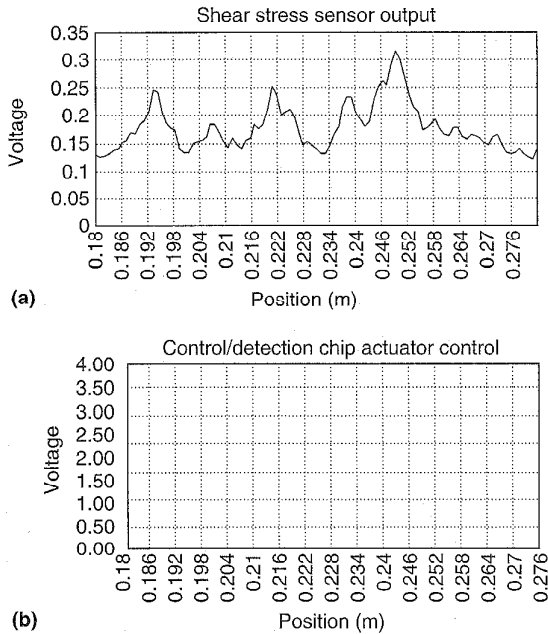 Shear stress sensor output
0.35
0.3
0.25
0.2
0.15
0.1
0.05
0
Voltage
0.18 0.186 0.192 0.198 0.204 0.21 0.216 0.222 0.228 0.234 0.24 0.246 0.252 0.258 0.264 0.27 0.276
(a)
Position (m)
Control/detection chip actuator control
4.00
3.50
3.00
2.50
2.00
1.50
1.00
0.50
0.00
Voltage
0.18 0.186 0.192 0.198 0.204 0.21 0.216 0.222 0.228 0.234 0.24 0.246 0.252 0.258 0.264 0.27 0.276
(b)
Position (m)